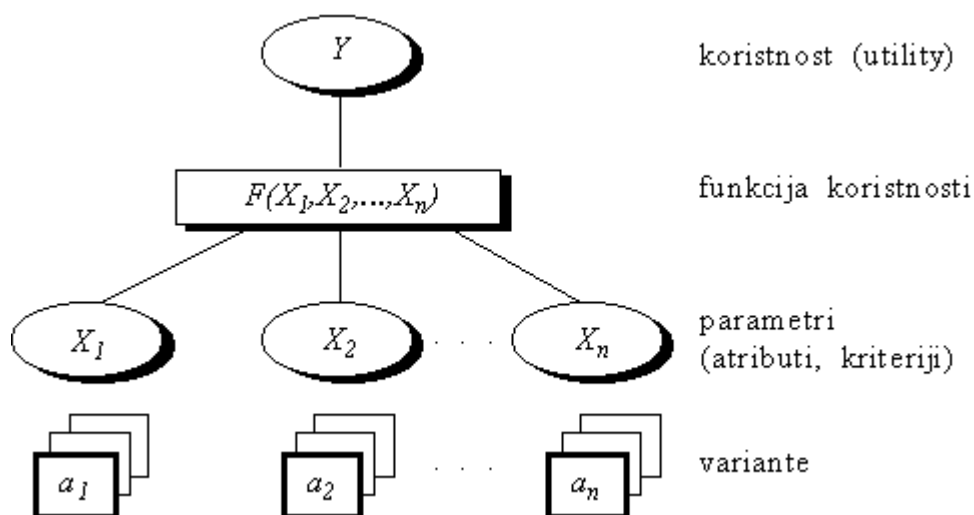 Y koristnost (utility)
F(X1,X2,...,Xn) funkcija koristnosti
X1 X2 . . . Xn parametri
(atributi, kriteriji)
a1 a2 . . . an variante